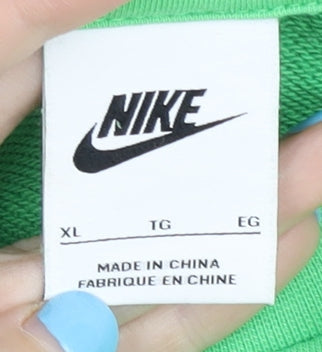 NIKE
XL TG EG
MADE IN CHINA
FABRIQUE EN CHINE